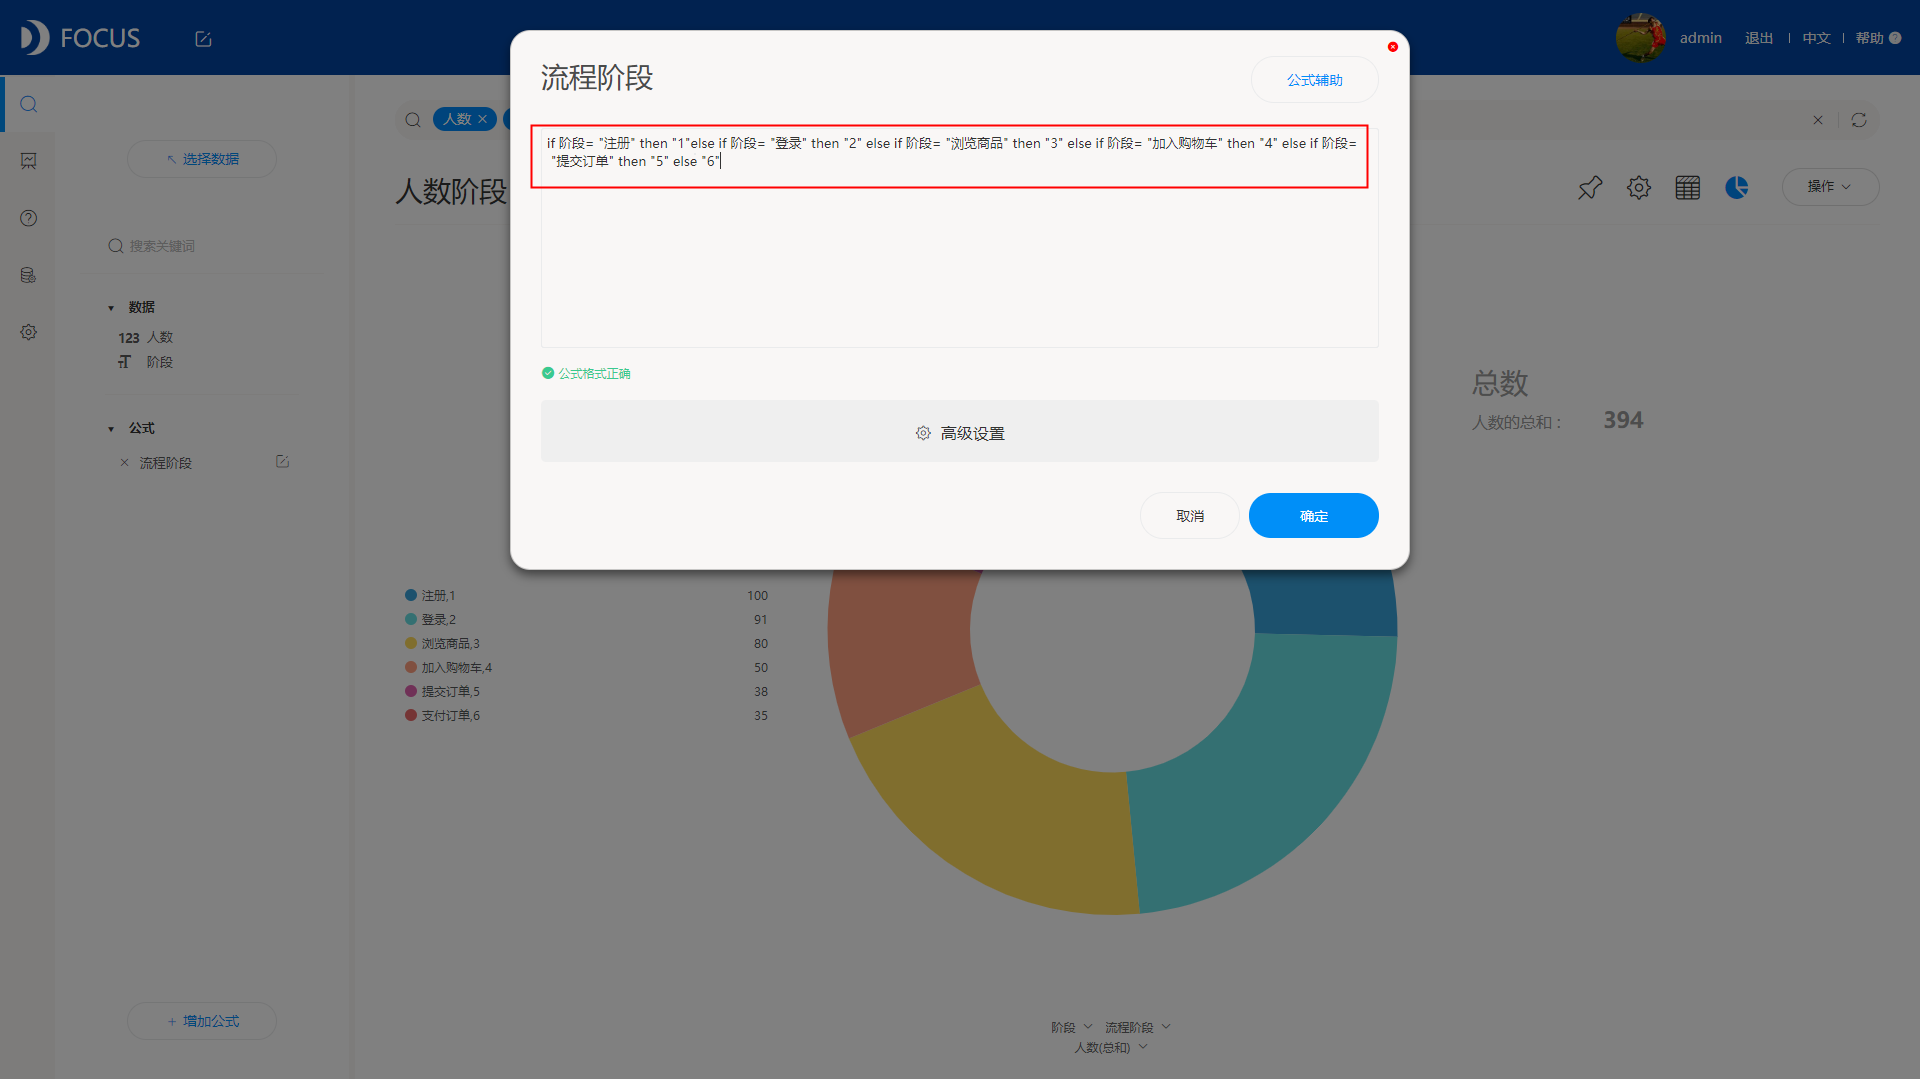 FOCUS
admin
退出
中文
帮助
流程阶段
公式辅助
人数
if 阶段= "注册" then "1"else if 阶段= "登录" then "2" else if 阶段= "浏览商品" then "3" else if 阶段= "加入购物车" then "4" else if 阶段=
"提交订单" then "5" else "6"
选择数据
人数阶段
操作
搜索关键词
数据
123 人数
阶段
公式
流程阶段
公式格式正确
高级设置
取消
确定
总数
人数的总和： 394
注册,1 100
登录,2 91
浏览商品,3 80
加入购物车,4 50
提交订单,5 38
支付订单,6 35
+ 增加公式
阶段 流程阶段
人数(总和)